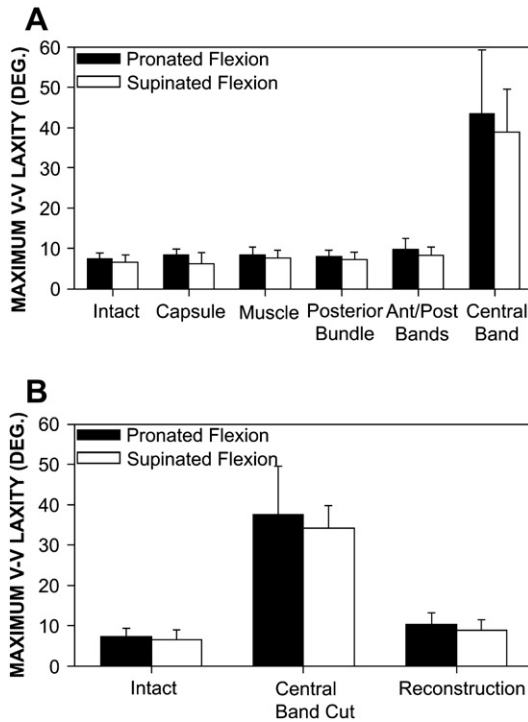 A
Pronated Flexion
Supinated Flexion
MAXIMUM V-V LAXITY (DEG.)
60
50
40
30
20
10
0
Intact
Capsule
Muscle
Posterior
Bundle
Ant/Post
Bands
Central
Band
B
Pronated Flexion
Supinated Flexion
MAXIMUM V-V LAXITY (DEG.)
60
50
40
30
20
10
0
Intact
Central
Band Cut
Reconstruction